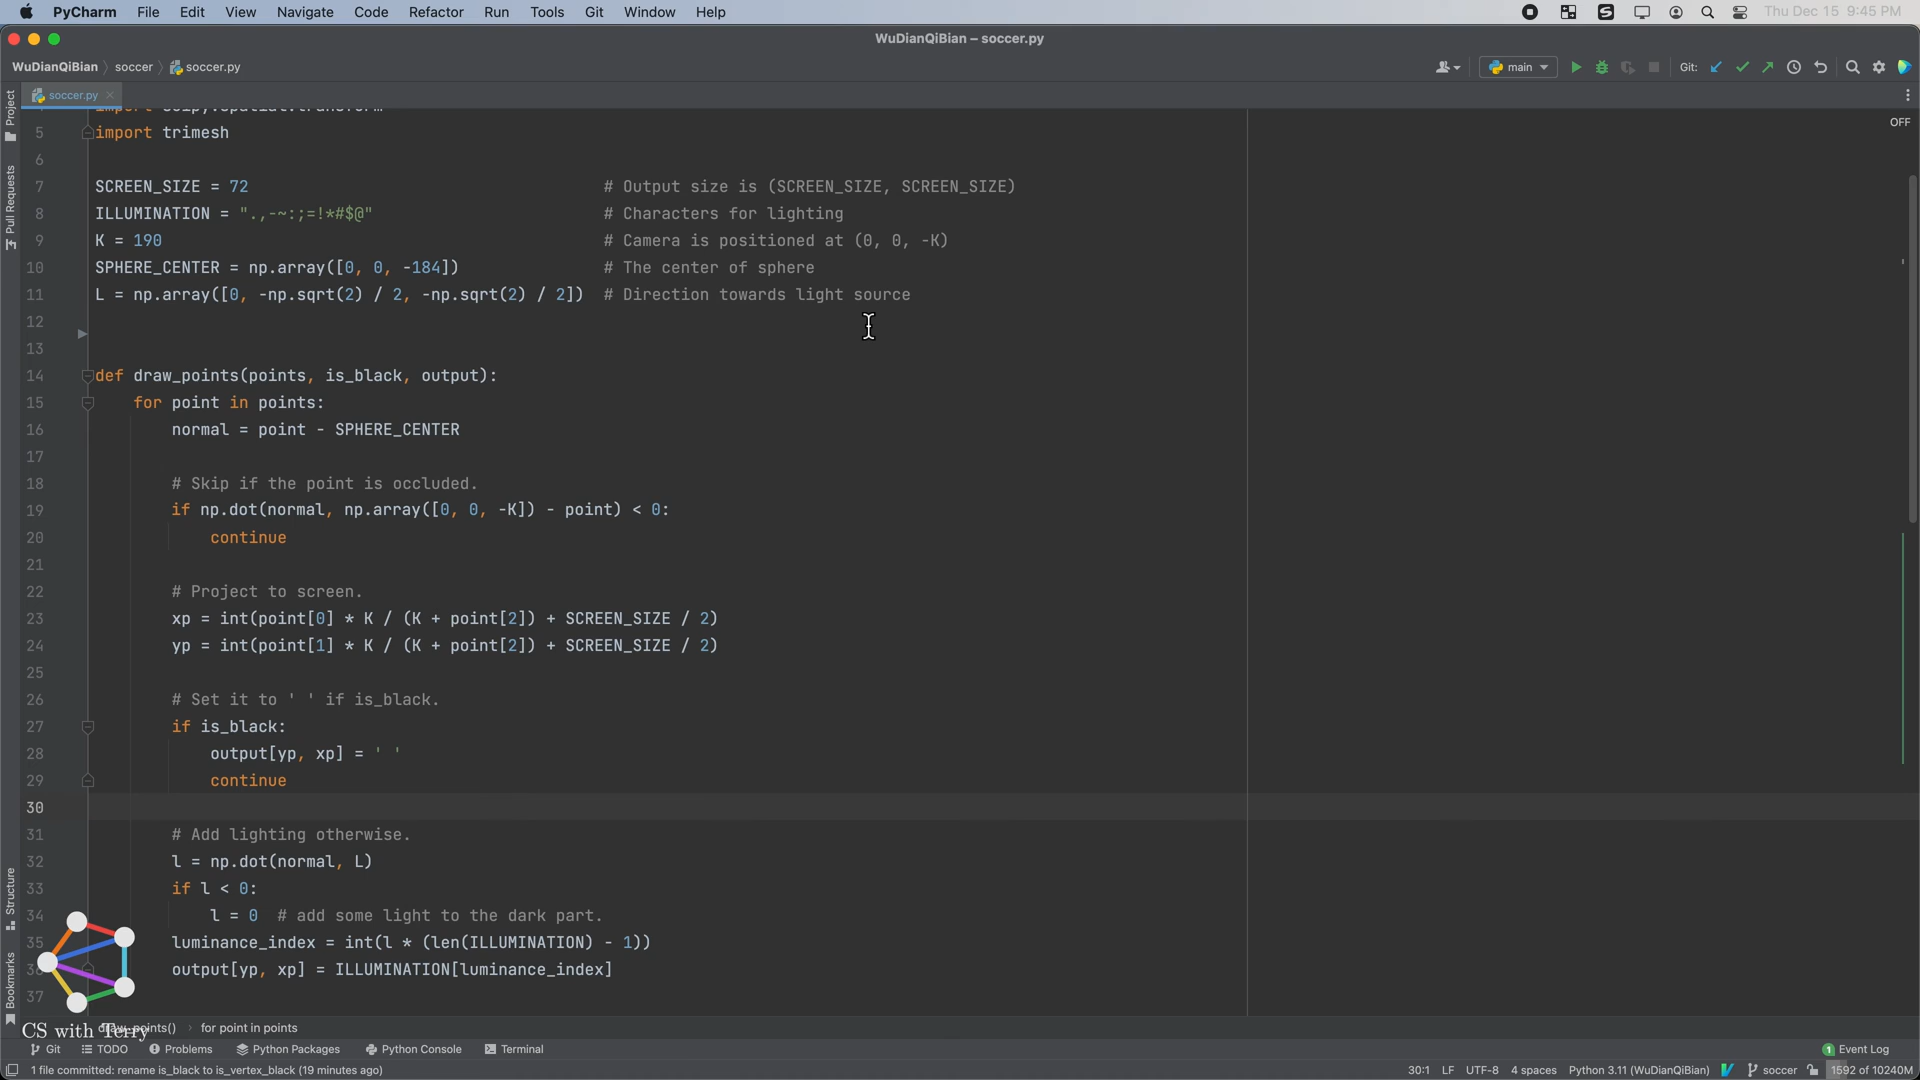 PyCharm File Edit View Navigate Code Refactor Run Tools Git Window Help Thu Dec 15 9:45 PM
WuDianQiBian – soccer.py
WuDianQiBian soccer soccer.py main Git:
soccer.py
OFF
Project
Pull Requests
Structure
Bookmarks
import scipy.spatial.transform
5 import trimesh
6
7 SCREEN_SIZE = 72 # Output size is (SCREEN_SIZE, SCREEN_SIZE)
8 ILLUMINATION = ".,-~:;=!*#$@" # Characters for lighting
9 K = 190 # Camera is positioned at (0, 0, -K)
10 SPHERE_CENTER = np.array([0, 0, -184]) # The center of sphere
11 L = np.array([0, -np.sqrt(2) / 2, -np.sqrt(2) / 2]) # Direction towards light source
12
13
14 def draw_points(points, is_black, output):
15 for point in points:
16 normal = point - SPHERE_CENTER
17
18 # Skip if the point is occluded.
19 if np.dot(normal, np.array([0, 0, -K]) - point) < 0:
20 continue
21
22 # Project to screen.
23 xp = int(point[0] * K / (K + point[2]) + SCREEN_SIZE / 2)
24 yp = int(point[1] * K / (K + point[2]) + SCREEN_SIZE / 2)
25
26 # Set it to ' ' if is_black.
27 if is_black:
28 output[yp, xp] = ' '
29 continue
30
31 # Add lighting otherwise.
32 l = np.dot(normal, L)
33 if l < 0:
34 l = 0 # add some light to the dark part.
35 luminance_index = int(l * (len(ILLUMINATION) - 1))
36 output[yp, xp] = ILLUMINATION[luminance_index]
37
CS with Terry
draw_points() for point in points
Git TODO Problems Python Packages Python Console Terminal 1 Event Log
1 file committed: rename is_black to is_vertex_black (19 minutes ago) 30:1 LF UTF-8 4 spaces Python 3.11 (WuDianQiBian) soccer 1592 of 10240M